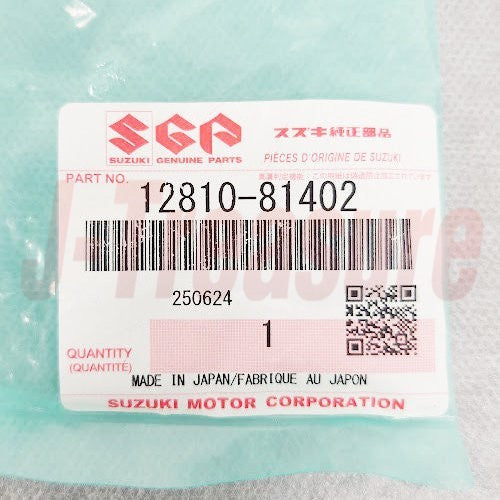 SGP
SUZUKI GENUINE PARTS
スズキ純正部品
PIÈCES D'ORIGINE DE SUZUKI
PART NO.
12810-81402
250624
1
QUANTITY
(QUANTITÉ)
MADE IN JAPAN/FABRIQUE AU JAPON
SUZUKI MOTOR CORPORATION
J-Treasure